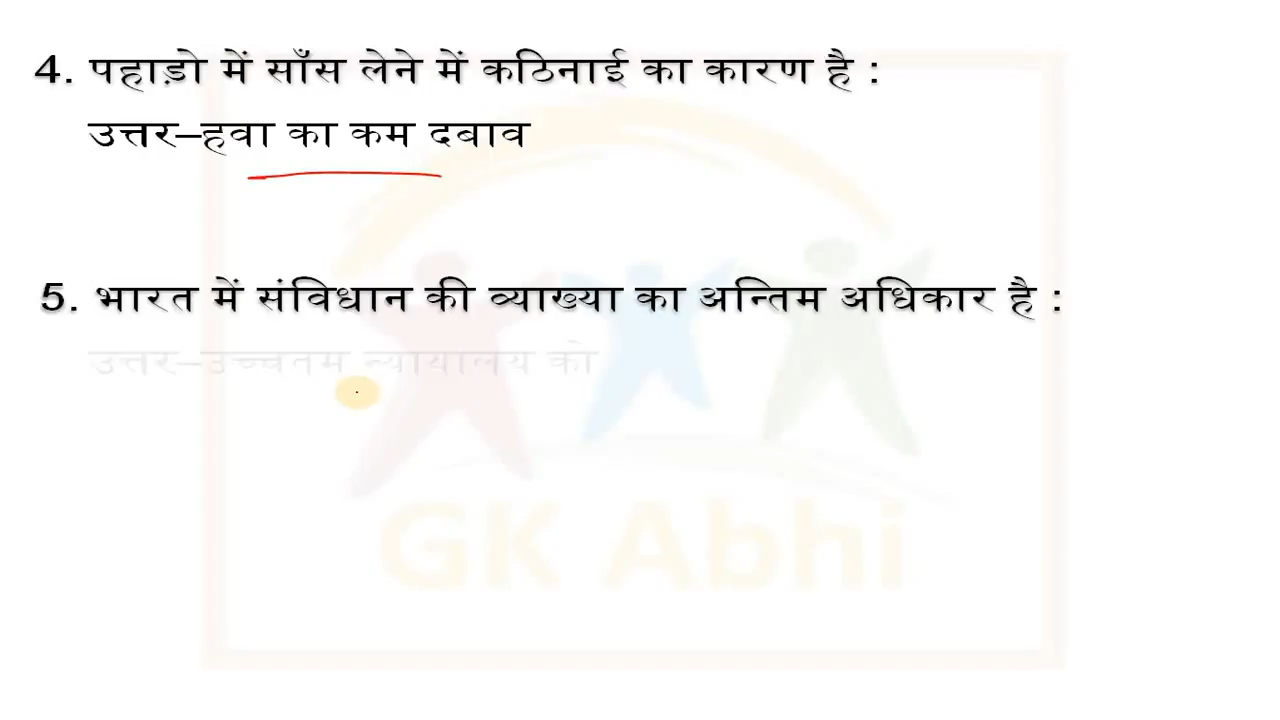 4. पहाड़ो में साँस लेने में कठिनाई का कारण है :
उत्तर–हवा का कम दबाव
5. भारत में संविधान की व्याख्या का अन्तिम अधिकार है :
उत्तर–उच्चतम न्यायालय को
GK Abhi